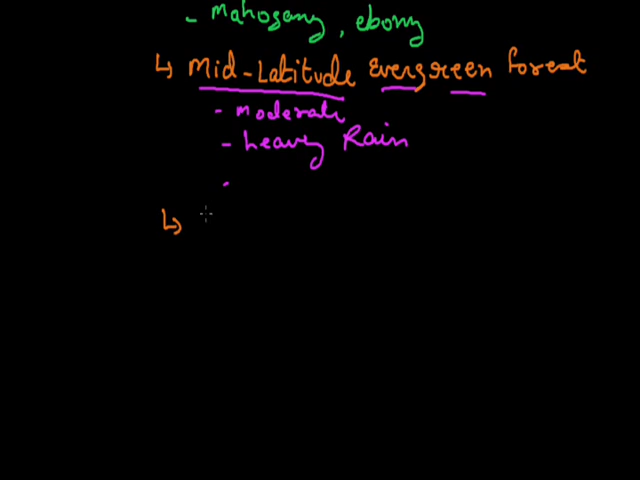 - Mahogany, ebony
↳ Mid-Latitude Evergreen forest
- Moderate
- heavy Rain
-
↳